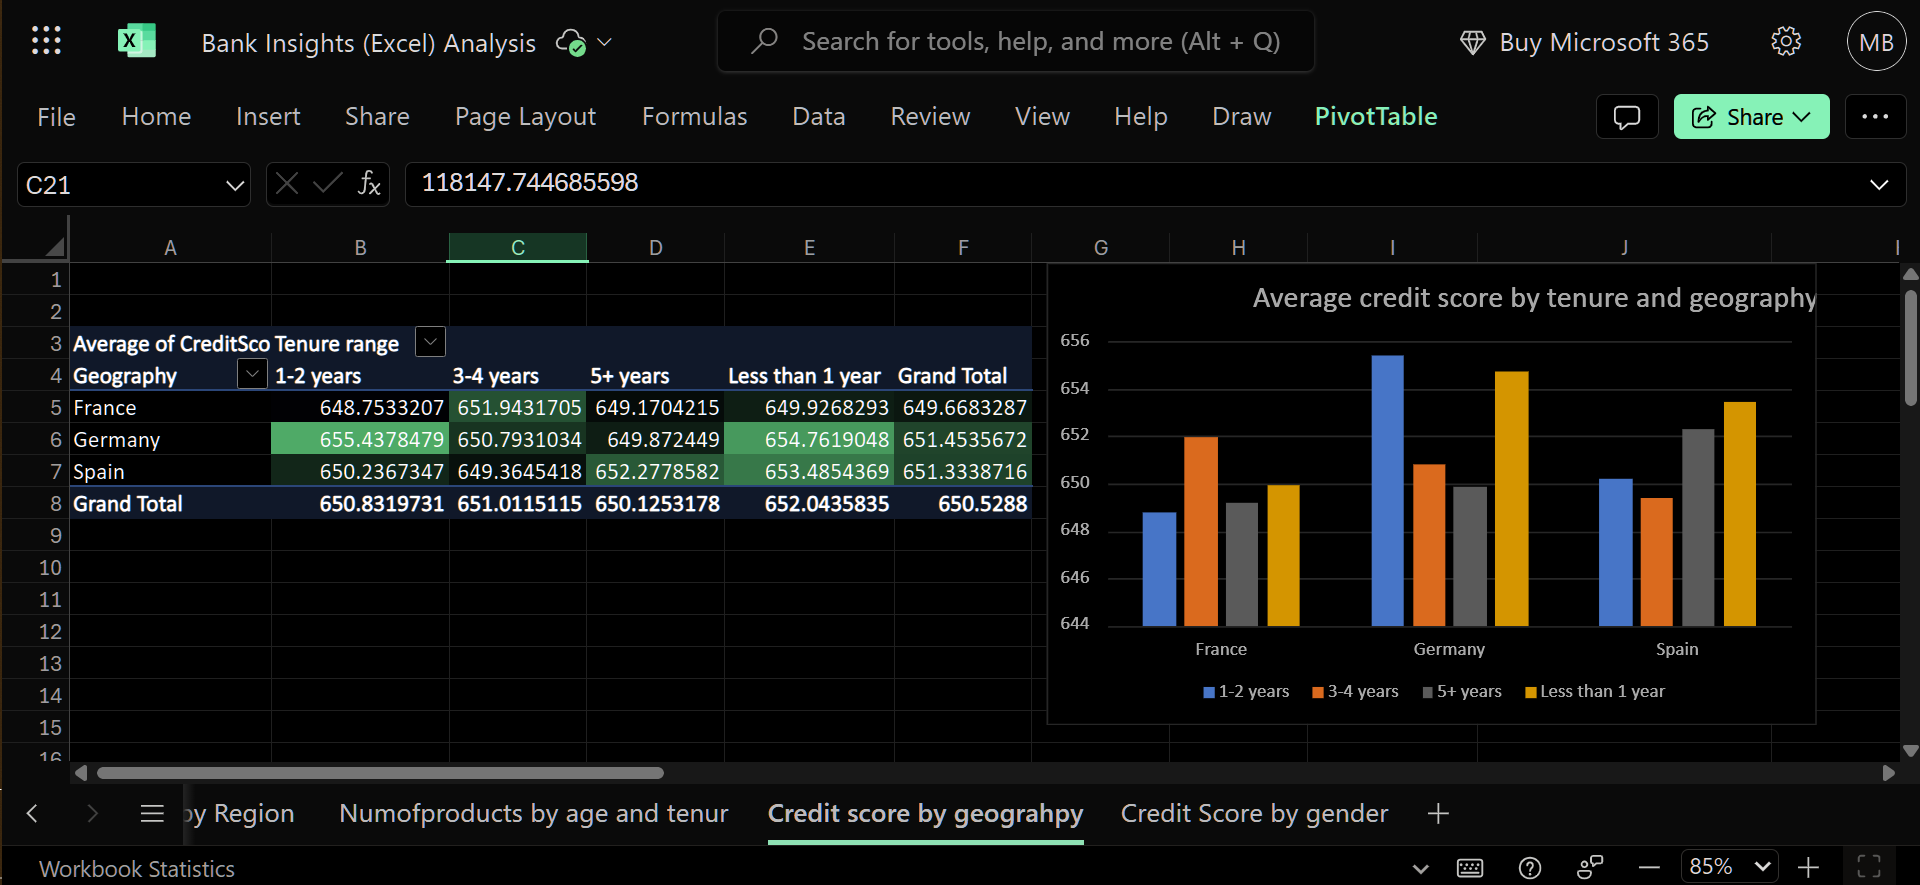 X
Bank Insights (Excel) Analysis
Search for tools, help, and more (Alt + Q)
Buy Microsoft 365
MB
File Home Insert Share Page Layout Formulas Data Review View Help Draw PivotTable
Share
C21
fx
118147.744685598
A B C D E F G H I J
1
2
3 Average of CreditSco Tenure range
4 Geography 1-2 years 3-4 years 5+ years Less than 1 year Grand Total
5 France 648.7533207 651.9431705 649.1704215 649.9268293 649.6683287
6 Germany 655.4378479 650.7931034 649.872449 654.7619048 651.4535672
7 Spain 650.2367347 649.3645418 652.2778582 653.4854369 651.3338716
8 Grand Total 650.8319731 651.0115115 650.1253178 652.0435835 650.5288
9
10
11
12
13
14
15
16
Average credit score by tenure and geography
656
654
652
650
648
646
644
France Germany Spain
1-2 years 3-4 years 5+ years Less than 1 year
by Region Numofproducts by age and tenur Credit score by geograhpy Credit Score by gender
Workbook Statistics
85%